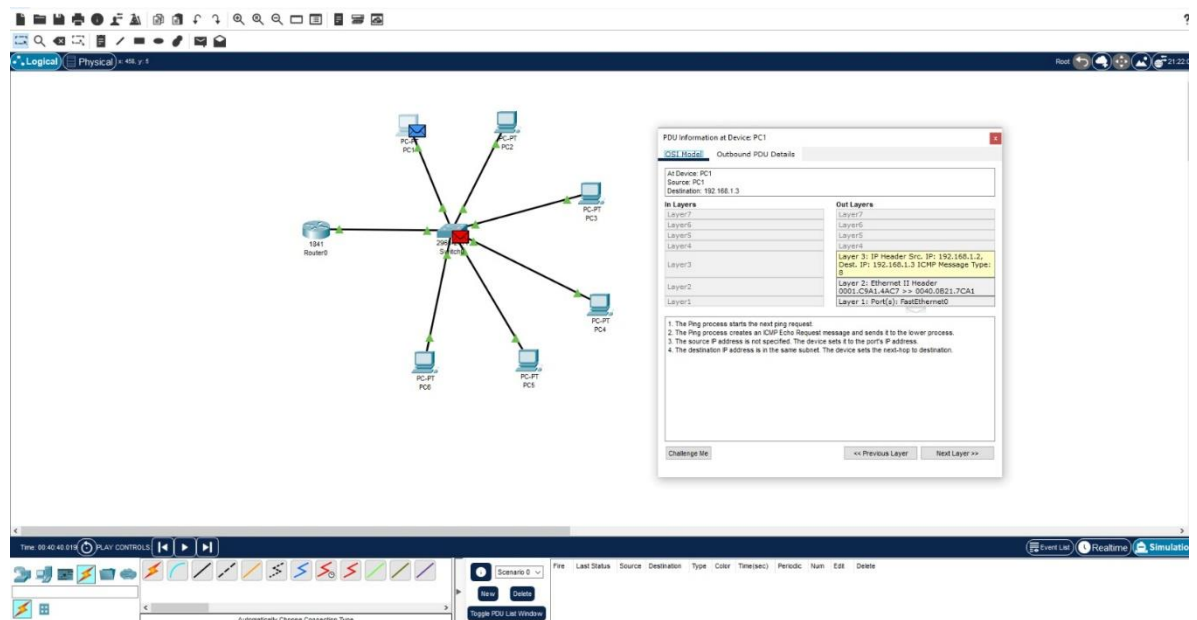 ?
Logical
Physical
x: 458, y: 5
Root
PC1
PC-PT
PC2
PC-PT
PC3
1841
Router0
PC-PT
PC4
PC-PT
PC6
PC-PT
PC5
PDU Information at Device: PC1
x
OSI Model
Outbound PDU Details
At Device: PC1
Source: PC1
Destination: 192.168.1.3
In Layers
Out Layers
Layer7
Layer7
Layer6
Layer6
Layer5
Layer5
Layer4
Layer4
Layer3
Layer 3: IP Header Src. IP: 192.168.1.2,
Dest. IP: 192.168.1.3 ICMP Message Type:
8
Layer2
Layer 2: Ethernet II Header
0001.C9A1.4AC7 >> 0040.0B21.7CA1
Layer1
Layer 1: Port(s): FastEthernet0
1. The Ping process starts the next ping request.
2. The Ping process creates an ICMP Echo Request message and sends it to the lower process.
3. The source IP address is not specified. The device sets it to the port's IP address.
4. The destination IP address is in the same subnet. The device sets the next-hop to destination.
Challenge Me
<< Previous Layer
Next Layer >>
Time: 00:40:40.019
PLAY CONTROLS:
Event List
Realtime
Simulatio
Scenario 0
Fire Last Status Source Destination Type Color Time(sec) Periodic Num Edit Delete
New
Delete
Toggle PDU List Window
Automatically Choose Connection Type